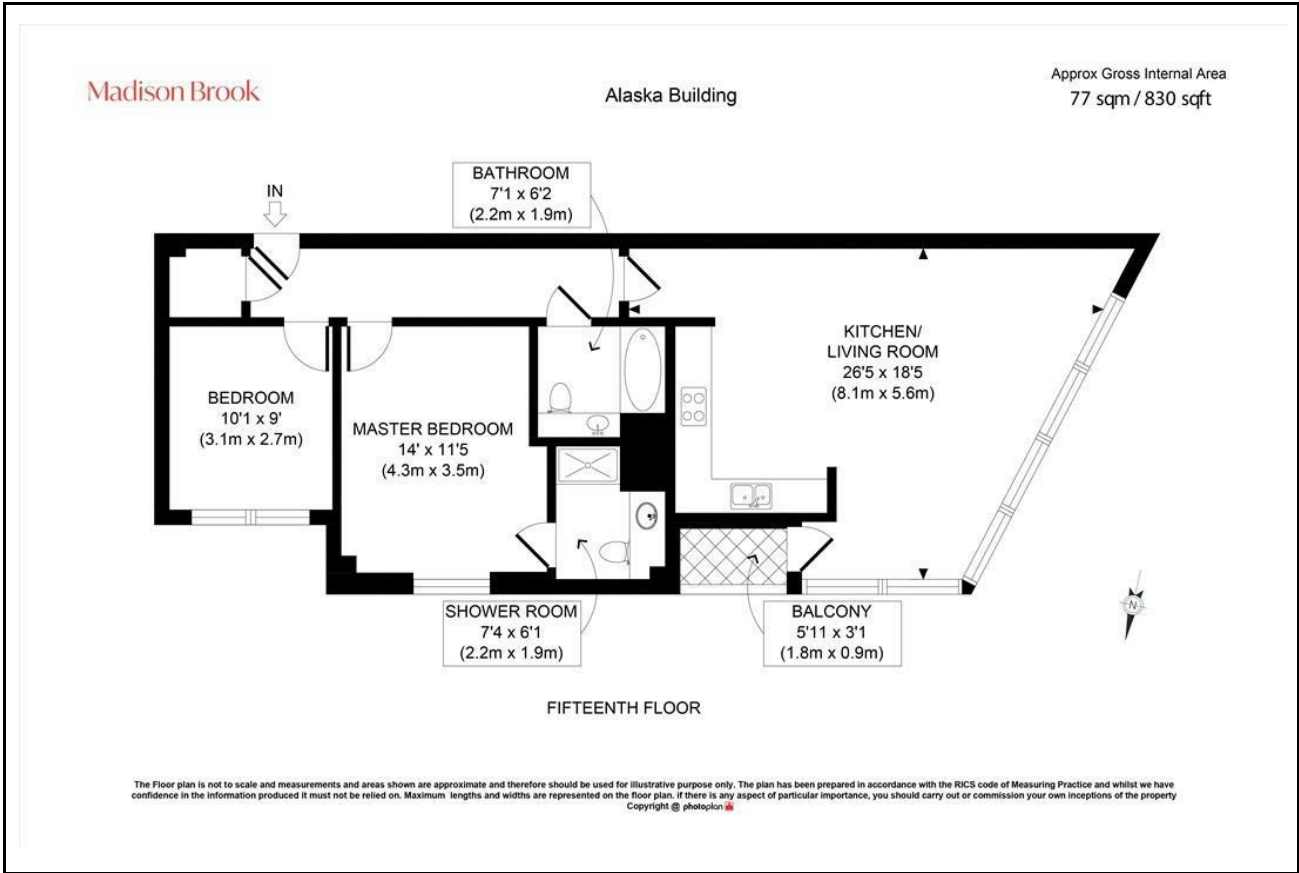 Madison Brook
Alaska Building
Approx Gross Internal Area
77 sqm / 830 sqft
IN
BATHROOM
7'1 x 6'2
(2.2m x 1.9m)
KITCHEN/
LIVING ROOM
26'5 x 18'5
(8.1m x 5.6m)
BEDROOM
10'1 x 9'
(3.1m x 2.7m)
MASTER BEDROOM
14' x 11'5
(4.3m x 3.5m)
SHOWER ROOM
7'4 x 6'1
(2.2m x 1.9m)
BALCONY
5'11 x 3'1
(1.8m x 0.9m)
N
FIFTEENTH FLOOR
The Floor plan is not to scale and measurements and areas shown are approximate and therefore should be used for illustrative purpose only. The plan has been prepared in accordance with the RICS code of Measuring Practice and whilst we have
confidence in the information produced it must not be relied on. Maximum lengths and widths are represented on the floor plan. if there is any aspect of particular importance, you should carry out or commission your own inceptions of the property
Copyright @ photoplan